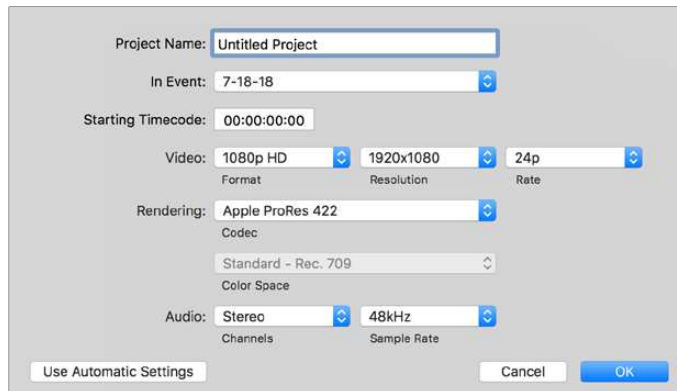 Project Name: Untitled Project
In Event: 7-18-18
Starting Timecode: 00:00:00:00
Video: 1080p HD 1920x1080 24p
Format Resolution Rate
Rendering: Apple ProRes 422
Codec
Standard - Rec. 709
Color Space
Audio: Stereo 48kHz
Channels Sample Rate
Use Automatic Settings Cancel OK